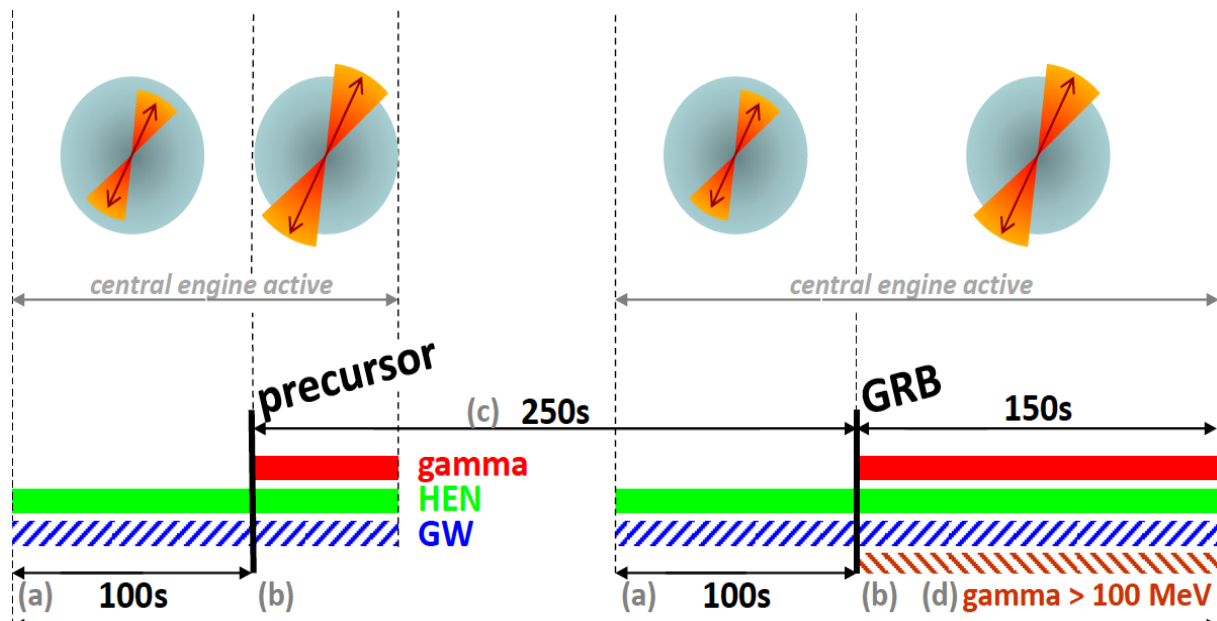 central engine active
central engine active
precursor
GRB
(c) 250s
150s
gamma
HEN
GW
(a) 100s (b)
(a) 100s (b) (d) gamma > 100 MeV